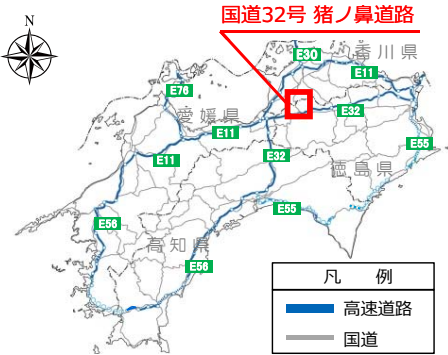 国道32号 猪ノ鼻道路
N
E30
香川県
E11
E76
愛媛県
E11
E32
E11
E32
E55
徳島県
E56
E55
高知県
E56
凡 例
高速道路
国道